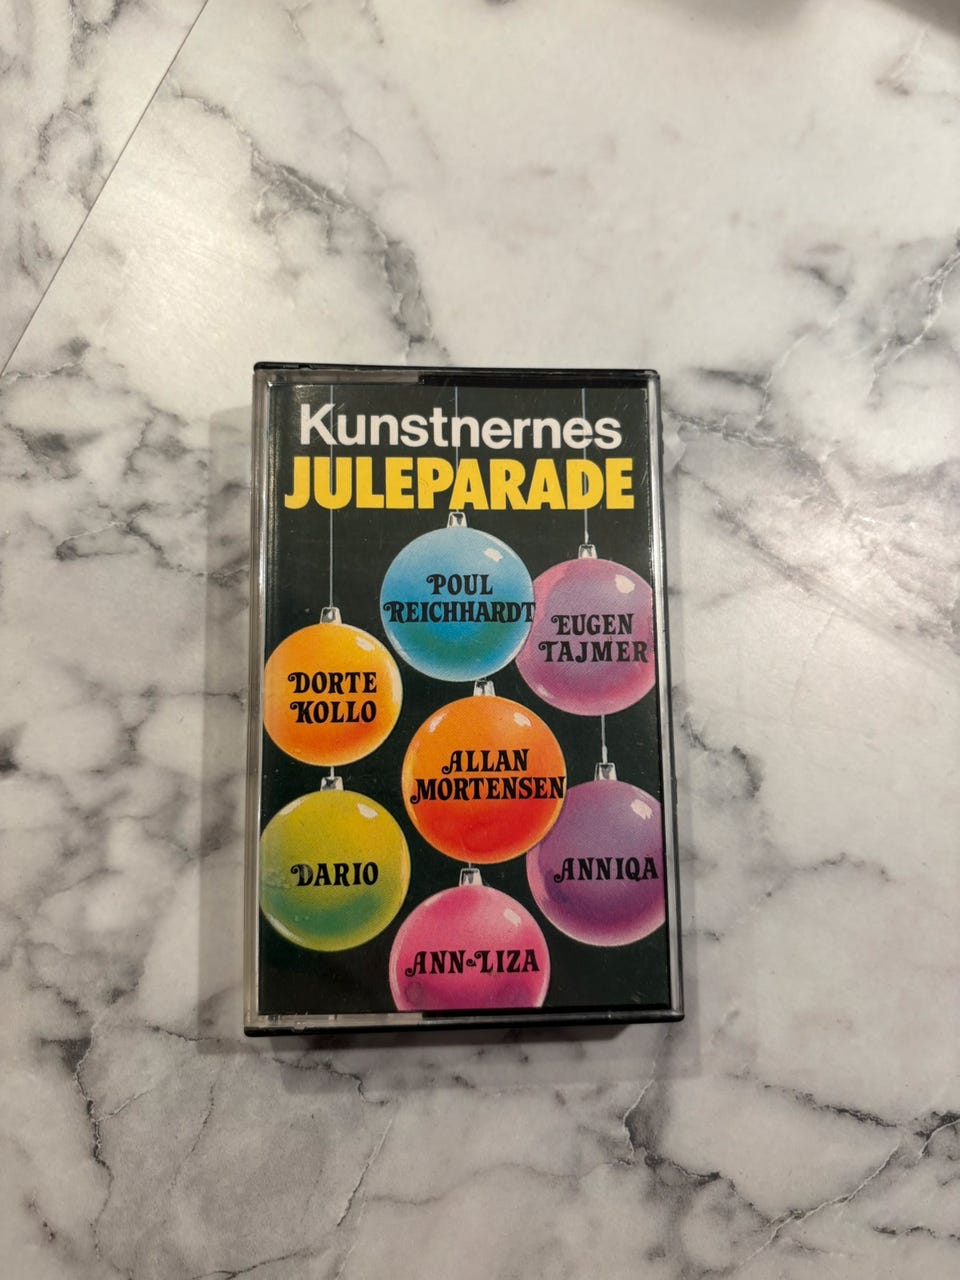 Kunstnernes
JULEPARADE
POUL
REICHHARDT
EUGEN
TAJMER
DORTE
KOLLO
ALLAN
MORTENSEN
DARIO
ANNIQA
ANN-LIZA